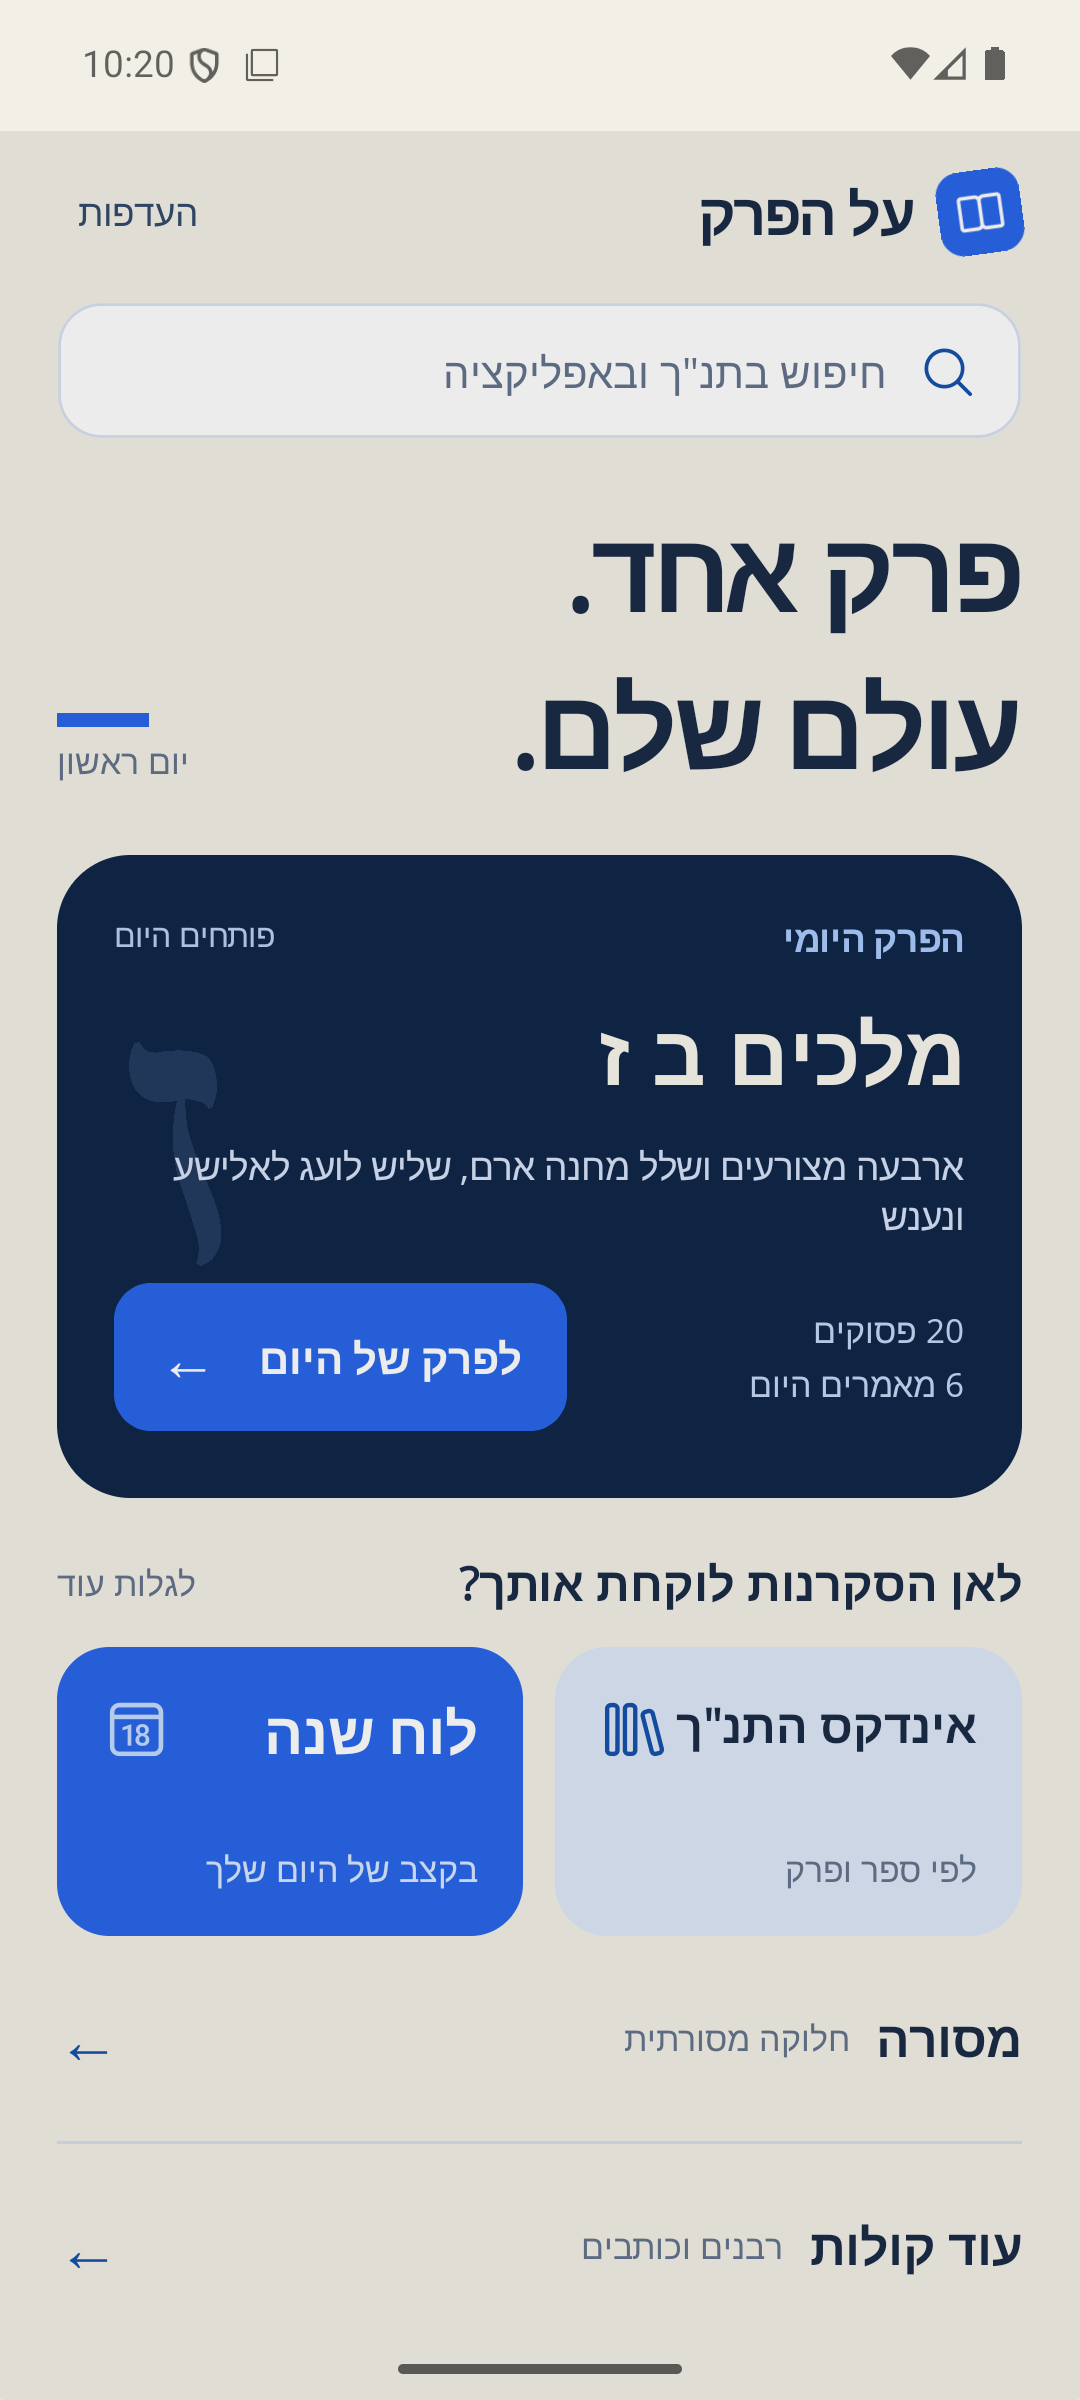 10:20
על הפרק
העדפות
חיפוש בתנ"ך ובאפליקציה
פרק אחד.
עולם שלם.
יום ראשון
הפרק היומי
פותחים היום
מלכים ב ז
ז
ארבעה מצורעים ושלל מחנה ארם, שליש לועג לאלישע
ונענש
20 פסוקים
6 מאמרים היום
לפרק של היום ←
לאן הסקרנות לוקחת אותך?
לגלות עוד
אינדקס התנ"ך
לפי ספר ופרק
לוח שנה
18
בקצב של היום שלך
מסורה חלוקה מסורתית ←
עוד קולות רבנים וכותבים ←